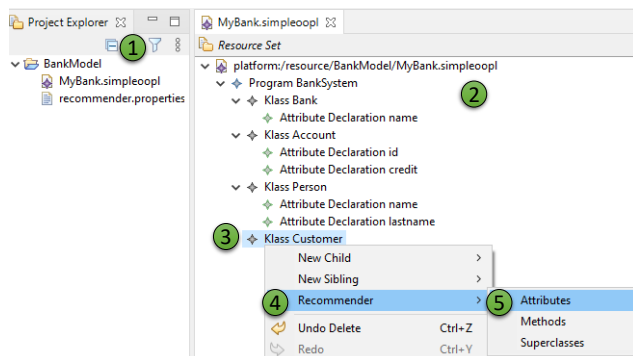 Project Explorer
1
BankModel
MyBank.simpleoopl
recommender.properties
MyBank.simpleoopl
Resource Set
platform:/resource/BankModel/MyBank.simpleoopl
Program BankSystem
2
Klass Bank
Attribute Declaration name
Klass Account
Attribute Declaration id
Attribute Declaration credit
Klass Person
Attribute Declaration name
Attribute Declaration lastname
3 Klass Customer
New Child
New Sibling
4 Recommender
5 Attributes
Undo Delete Ctrl+Z
Methods
Redo Ctrl+Y
Superclasses